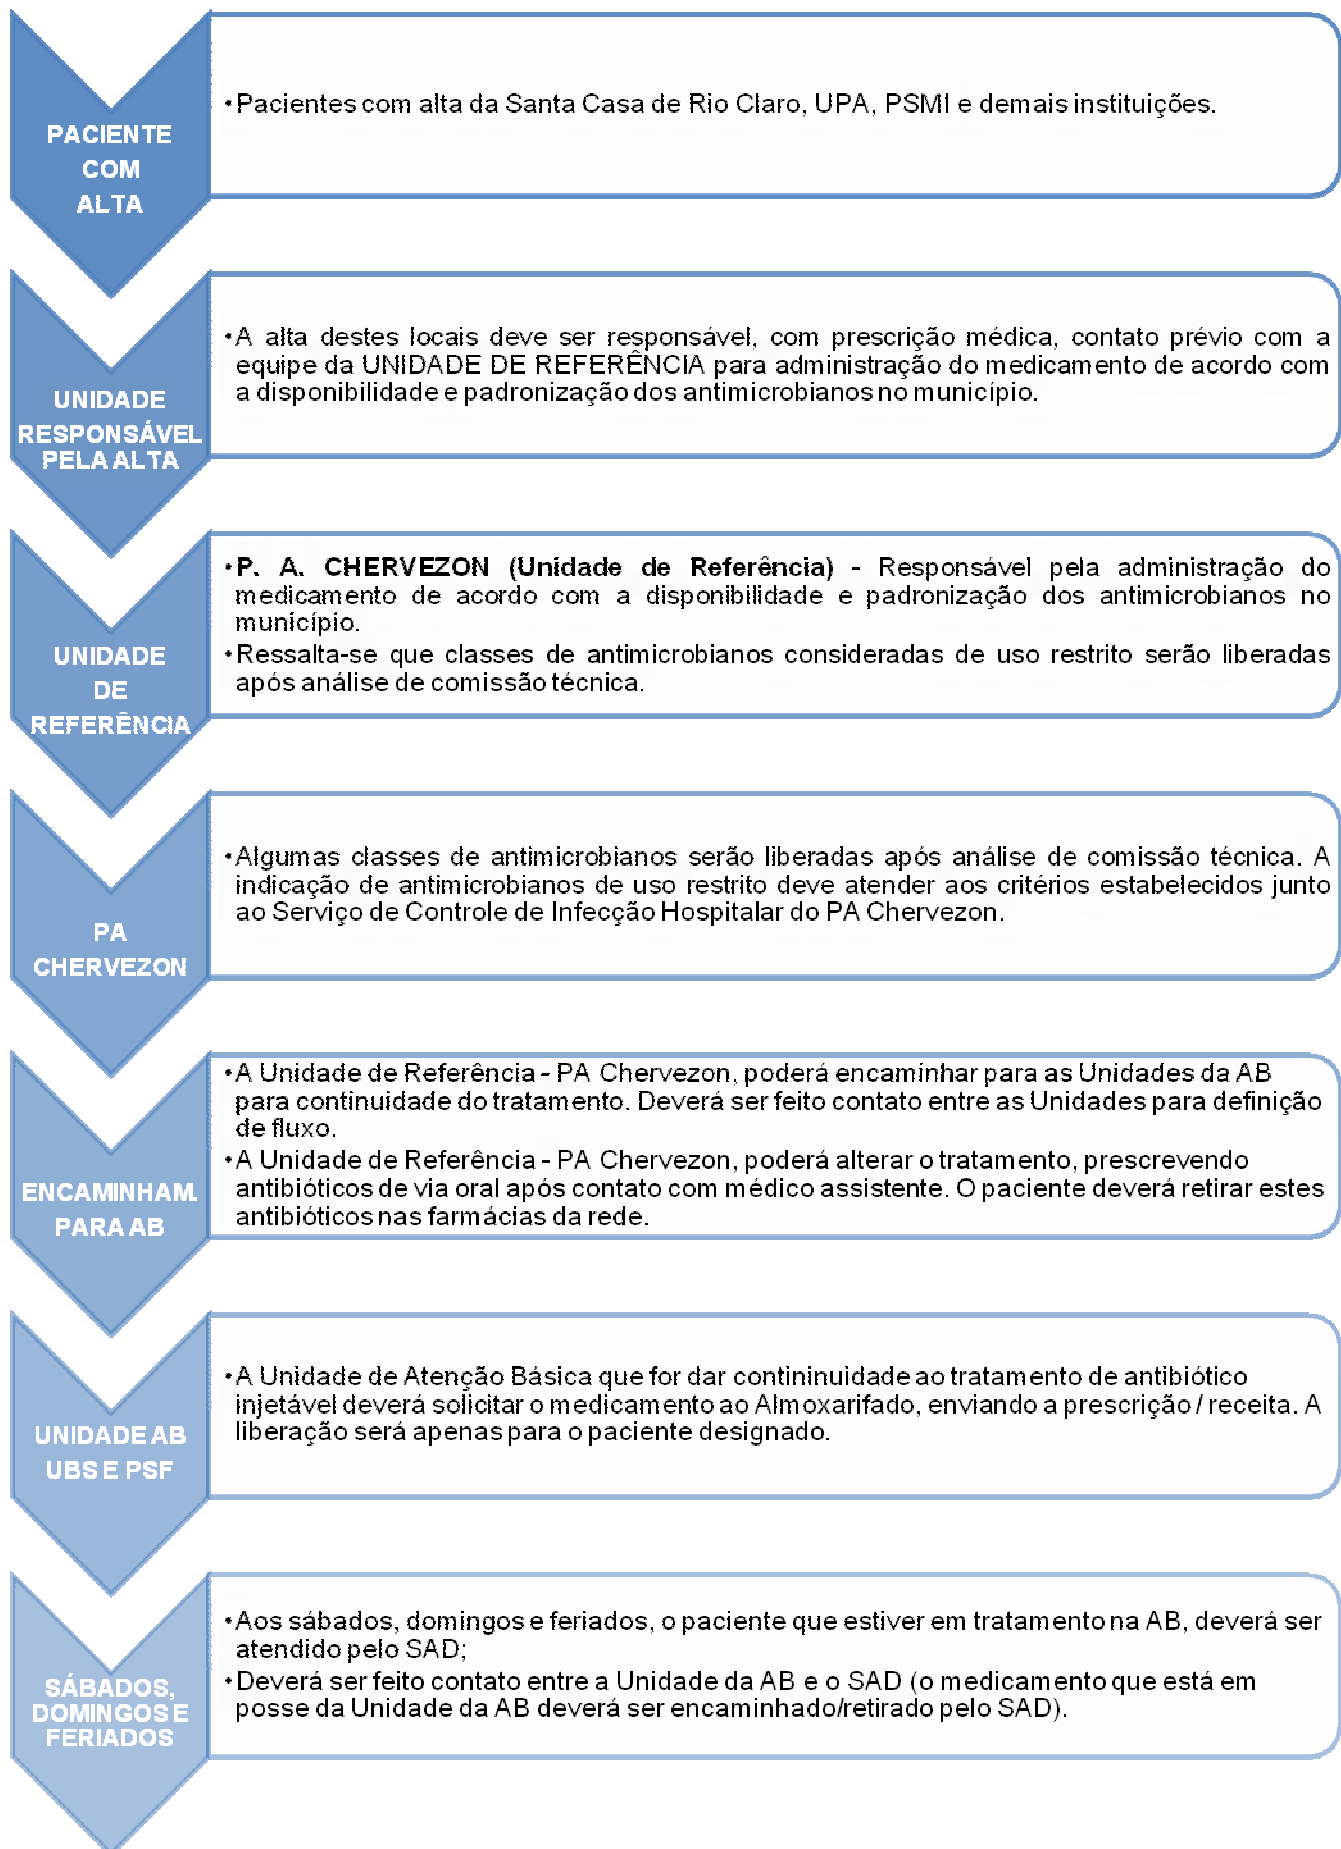 PACIENTE
COM
ALTA
•Pacientes com alta da Santa Casa de Rio Claro, UPA, PSMI e demais instituições.
UNIDADE
RESPONSÁVEL
PELA ALTA
•A alta destes locais deve ser responsável, com prescrição médica, contato prévio com a
equipe da UNIDADE DE REFERÊNCIA para administração do medicamento de acordo com
a disponibilidade e padronização dos antimicrobianos no município.
UNIDADE
DE
REFERÊNCIA
•P. A. CHERVEZON (Unidade de Referência) - Responsável pela administração do
medicamento de acordo com a disponibilidade e padronização dos antimicrobianos no
município.
•Ressalta-se que classes de antimicrobianos consideradas de uso restrito serão liberadas
após análise de comissão técnica.
PA
CHERVEZON
•Algumas classes de antimicrobianos serão liberadas após análise de comissão técnica. A
indicação de antimicrobianos de uso restrito deve atender aos critérios estabelecidos junto
ao Serviço de Controle de Infecção Hospitalar do PA Chervezon.
ENCAMINHAM.
PARA AB
•A Unidade de Referência - PA Chervezon, poderá encaminhar para as Unidades da AB
para continuidade do tratamento. Deverá ser feito contato entre as Unidades para definição
de fluxo.
•A Unidade de Referência - PA Chervezon, poderá alterar o tratamento, prescrevendo
antibióticos de via oral após contato com médico assistente. O paciente deverá retirar estes
antibióticos nas farmácias da rede.
UNIDADE AB
UBS E PSF
•A Unidade de Atenção Básica que for dar contininuidade ao tratamento de antibiótico
injetável deverá solicitar o medicamento ao Almoxarifado, enviando a prescrição / receita. A
liberação será apenas para o paciente designado.
SÁBADOS,
DOMINGOS E
FERIADOS
•Aos sábados, domingos e feriados, o paciente que estiver em tratamento na AB, deverá ser
atendido pelo SAD;
•Deverá ser feito contato entre a Unidade da AB e o SAD (o medicamento que está em
posse da Unidade da AB deverá ser encaminhado/retirado pelo SAD).